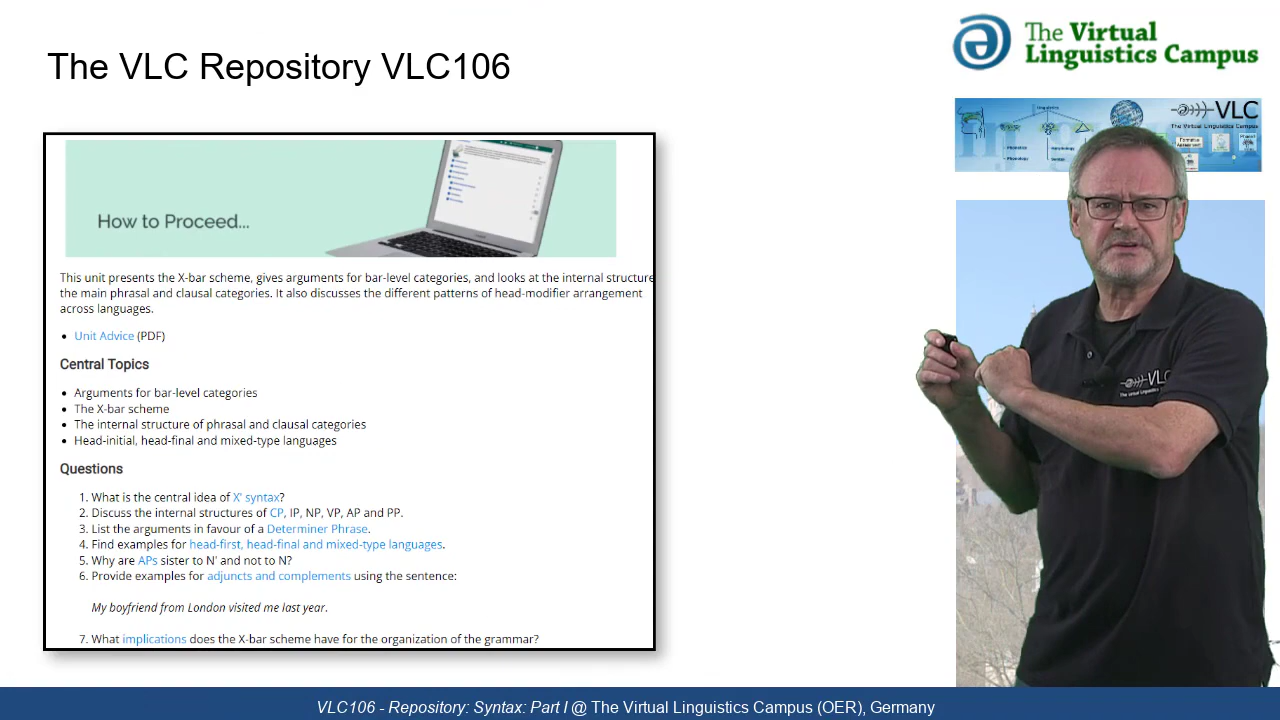 The VLC Repository VLC106
The Virtual
Linguistics Campus
Linguistics
VLC
The Virtual Linguistics Campus
Phonetics
Phonology
Morphology
How to Proceed...
This unit presents the X-bar scheme, gives arguments for bar-level categories, and looks at the internal structure
the main phrasal and clausal categories. It also discusses the different patterns of head-modifier arrangement
across languages.
• Unit Advice (PDF)
Central Topics
• Arguments for bar-level categories
• The X-bar scheme
• The internal structure of phrasal and clausal categories
• Head-initial, head-final and mixed-type languages
Questions
1. What is the central idea of X' syntax?
2. Discuss the internal structures of CP, IP, NP, VP, AP and PP.
3. List the arguments in favour of a Determiner Phrase.
4. Find examples for head-first, head-final and mixed-type languages.
5. Why are APs sister to N' and not to N?
6. Provide examples for adjuncts and complements using the sentence:
My boyfriend from London visited me last year.
7. What implications does the X-bar scheme have for the organization of the grammar?
VLC
VLC106 - Repository: Syntax: Part I @ The Virtual Linguistics Campus (OER), Germany